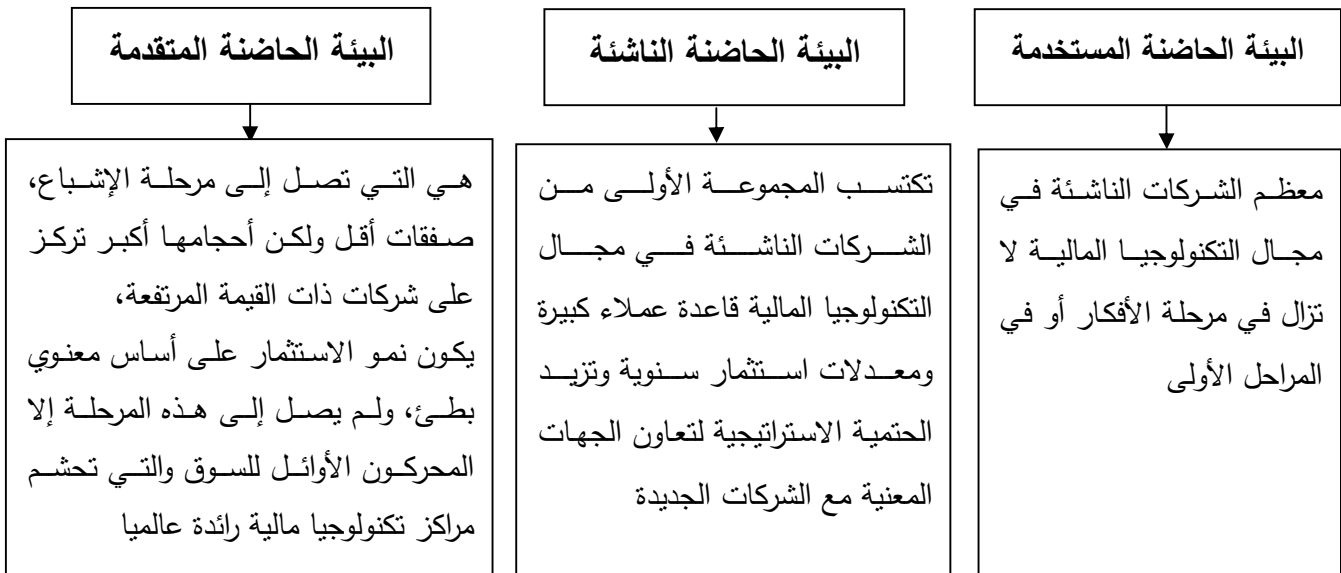 البيئة الحاضنة المستخدمة
معظم الشركات الناشئة في
مجال التكنولوجيا المالية لا
تزال في مرحلة الأفكار أو في
المراحل الأولى
البيئة الحاضنة الناشئة
تكتسب المجموعة الأولى من
الشركات الناشئة في مجال
التكنولوجيا المالية قاعدة عملاء كبيرة
ومعدلات استثمار سنوية وتزيد
الحتمية الاستراتيجية لتعاون الجهات
المعنية مع الشركات الجديدة
البيئة الحاضنة المتقدمة
هي التي تصل إلى مرحلة الإشباع،
صفقات أقل ولكن أحجامها أكبر تركز
على شركات ذات القيمة المرتفعة،
يكون نمو الاستثمار على أساس معنوي
بطئ، ولم يصل إلى هذه المرحلة إلا
المحركون الأوائل للسوق والتي تحشم
مراكز تكنولوجيا مالية رائدة عالميا